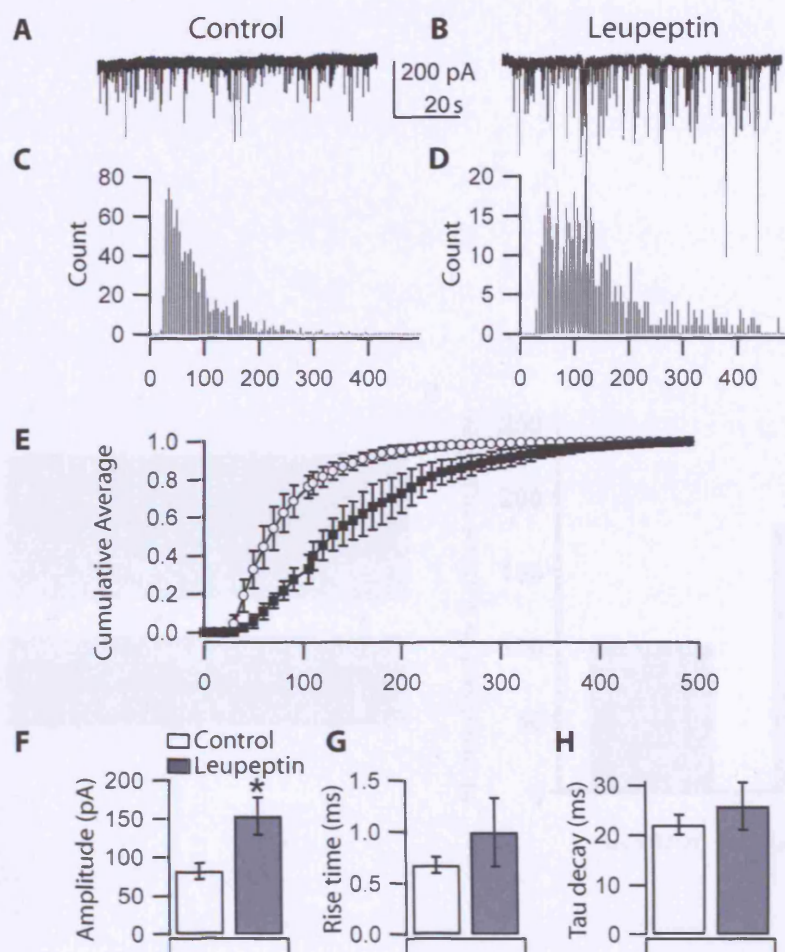 A Control B Leupeptin
200 pA
20 s
C D
80
60
40
20
0
Count
0 100 200 300 400
20
15
10
5
0
Count
0 100 200 300 400
E
1.0
0.8
0.6
0.4
0.2
0.0
Cumulative Average
0 100 200 300 400 500
F Control G H
Leupeptin
200
150
100
50
0
Amplitude (pA)
*
1.5
1.0
0.5
0.0
Rise time (ms)
30
20
10
0
Tau decay (ms)